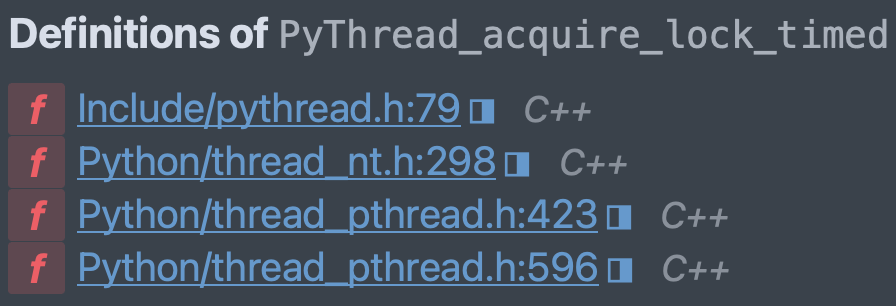 Definitions of PyThread_acquire_lock_timed
f Include/pythread.h:79 C++
f Python/thread_nt.h:298 C++
f Python/thread_pthread.h:423 C++
f Python/thread_pthread.h:596 C++